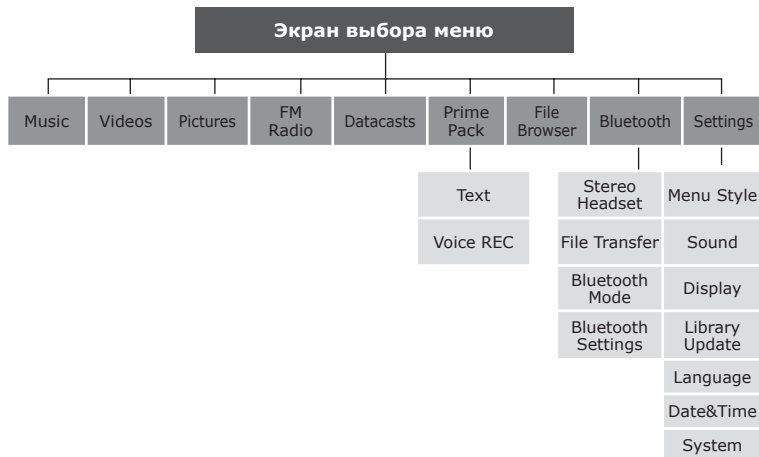 Экран выбора меню
Music
Videos
Pictures
FM
Radio
Datacasts
Prime
Pack
File
Browser
Bluetooth
Settings
Text
Voice REC
Stereo
Headset
File Transfer
Bluetooth
Mode
Bluetooth
Settings
Menu Style
Sound
Display
Library
Update
Language
Date&Time
System